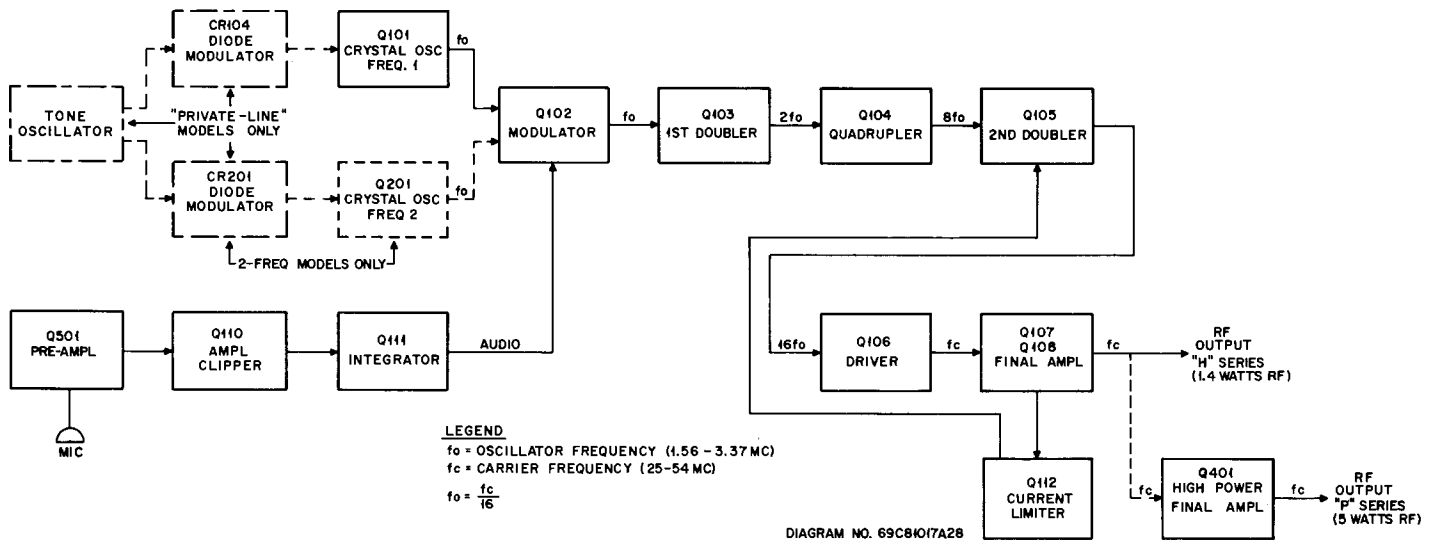 CR104
DIODE
MODULATOR
Q101
CRYSTAL OSC
FREQ. 1
fo
TONE
OSCILLATOR
"PRIVATE-LINE"
MODELS ONLY
CR201
DIODE
MODULATOR
Q201
CRYSTAL OSC
FREQ 2
fo
2-FREQ MODELS ONLY
Q102
MODULATOR
fo
Q103
1ST DOUBLER
2fo
Q104
QUADRUPLER
8fo
Q105
2ND DOUBLER
Q501
PRE-AMPL
MIC
Q110
AMPL
CLIPPER
Q111
INTEGRATOR
AUDIO
16fo
Q106
DRIVER
fc
Q107
Q108
FINAL AMPL
fc
RF
OUTPUT
"H" SERIES
(1.4 WATTS RF)
Q112
CURRENT
LIMITER
fc
Q401
HIGH POWER
FINAL AMPL
fc
RF
OUTPUT
"P" SERIES
(5 WATTS RF)
LEGEND
fo = OSCILLATOR FREQUENCY (1.56 - 3.37 MC)
fc = CARRIER FREQUENCY (25-54 MC)
fo = fc
16
DIAGRAM NO. 69C81017A28